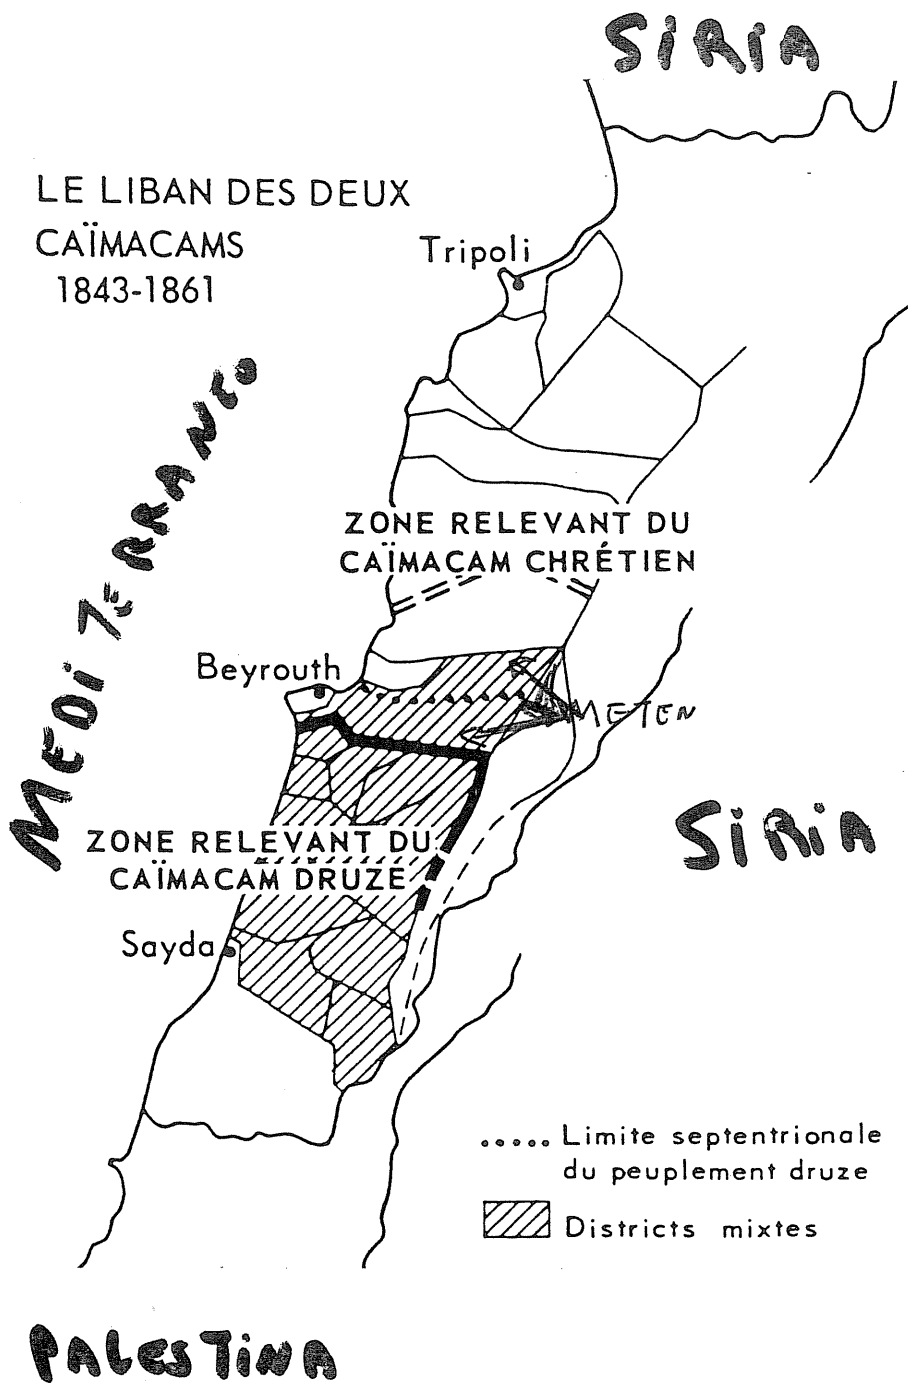 SIRIA
LE LIBAN DES DEUX
CAÏMACAMS
1843-1861
Tripoli
MEDITERRANEO
ZONE RELEVANT DU
CAÏMACAM CHRÉTIEN
Beyrouth
METEN
SIRIA
ZONE RELEVANT DU
CAÏMACAM DRUZE
Sayda
Limite septentrionale
du peuplement druze
Districts mixtes
PALESTINA